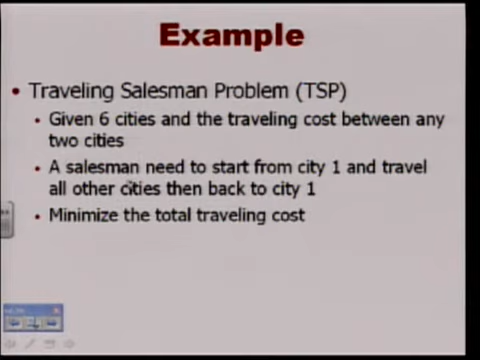 Example
• Traveling Salesman Problem (TSP)
• Given 6 cities and the traveling cost between any
two cities
• A salesman need to start from city 1 and travel
all other cities then back to city 1
• Minimize the total traveling cost